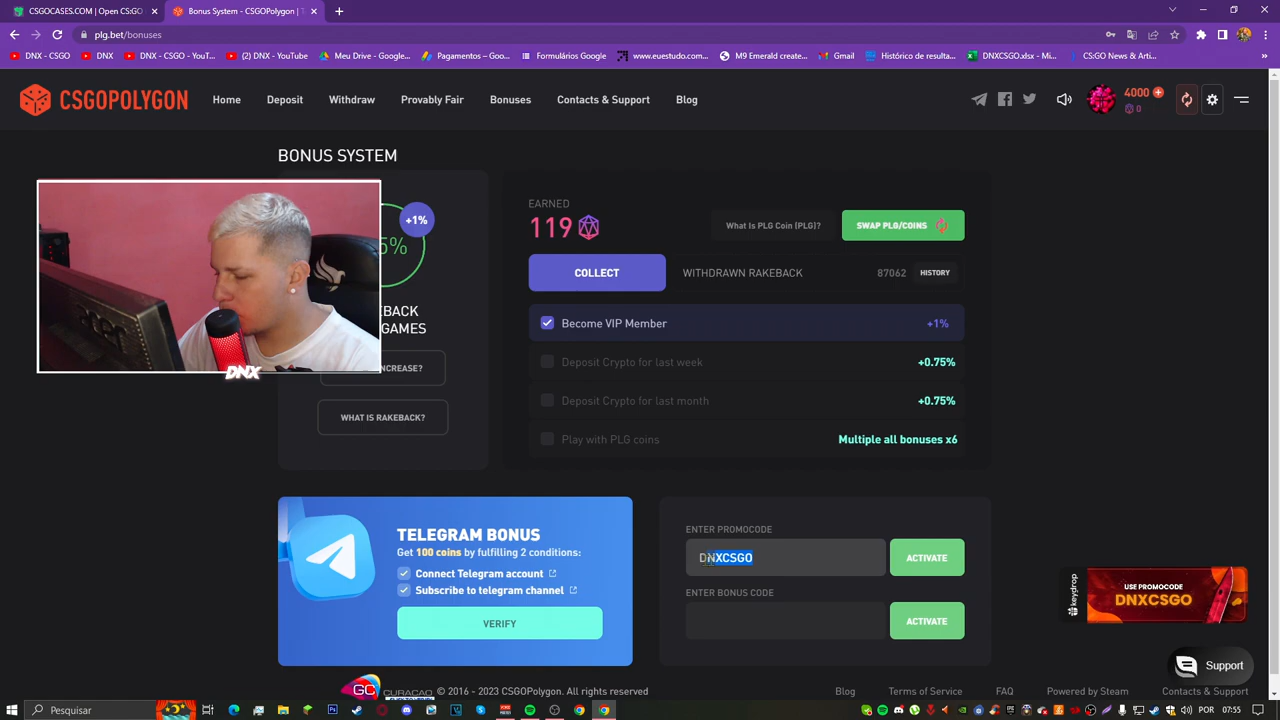 CSGOCASES.COM | Open CS:GO
Bonus System - CSGOPolygon | T
plg.bet/bonuses
DNX - CSGO
DNX
DNX - CSGO - YouT...
(2) DNX - YouTube
Meu Drive - Google...
Pagamentos – Goo...
Formulários Google
www.euestudo.com...
M9 Emerald create...
Gmail
Histórico de resulta...
DNXCSGO.xlsx - Mi...
CS:GO News & Arti...
CSGOPOLYGON
Home
Deposit
Withdraw
Provably Fair
Bonuses
Contacts & Support
Blog
4000
0
BONUS SYSTEM
+1%
5%
BACK
GAMES
NCREASE?
WHAT IS RAKEBACK?
DNX
EARNED
119
What Is PLG Coin (PLG)?
SWAP PLG/COINS
COLLECT
WITHDRAWN RAKEBACK
87062
HISTORY
Become VIP Member
+1%
Deposit Crypto for last week
+0.75%
Deposit Crypto for last month
+0.75%
Play with PLG coins
Multiple all bonuses x6
TELEGRAM BONUS
Get 100 coins by fulfilling 2 conditions:
Connect Telegram account
Subscribe to telegram channel
VERIFY
ENTER PROMOCODE
DNXCSGO
ACTIVATE
ENTER BONUS CODE
ACTIVATE
keydrop
USE PROMOCODE
DNXCSGO
Support
GC
CURACAO
© 2016 - 2023 CSGOPolygon. All rights reserved
Blog
Terms of Service
FAQ
Powered by Steam
Contacts & Support
Pesquisar
POR
07:55